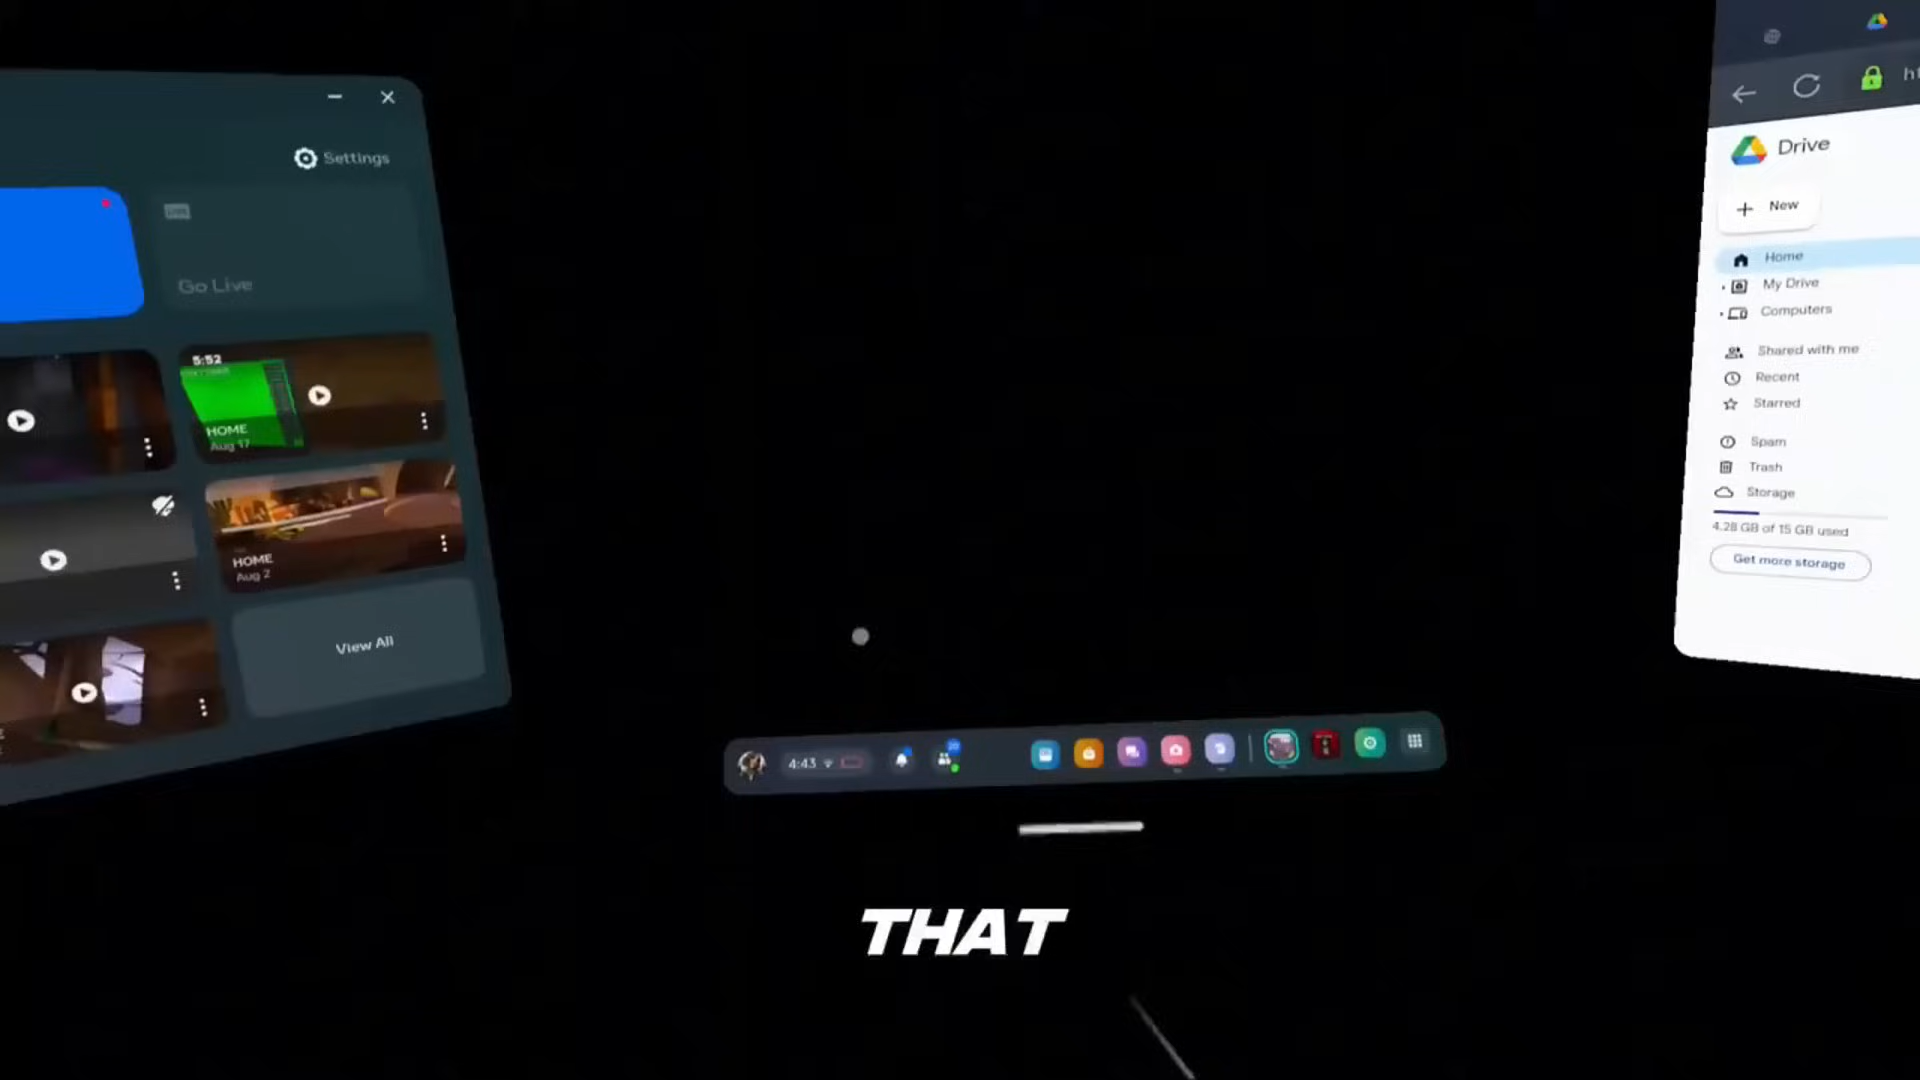 Settings
Go Live
5:52
HOME
Aug 17
HOME
Aug 2
View All
Drive
New
Home
My Drive
Computers
Shared with me
Recent
Starred
Spam
Trash
Storage
4.28 GB of 15 GB used
Get more storage
4:43
THAT